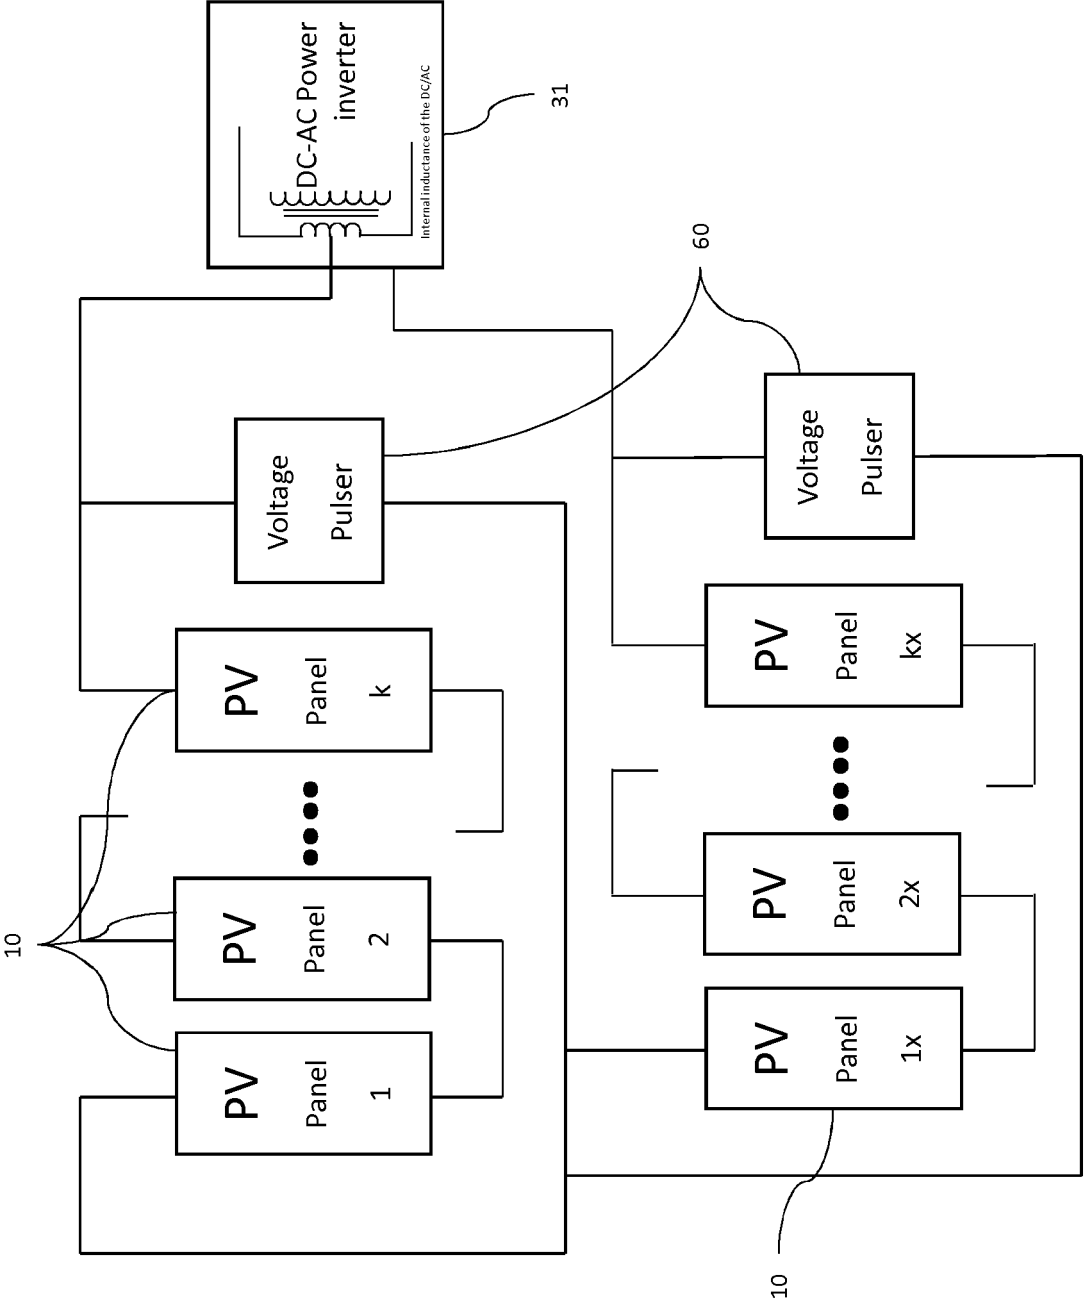 DC-AC Power
inverter
Internal inductance of the DC/AC
31
60
Voltage
Pulser
Voltage
Pulser
10
PV
Panel
1
PV
Panel
2
PV
Panel
k
PV
Panel
1x
PV
Panel
2x
PV
Panel
kx
10